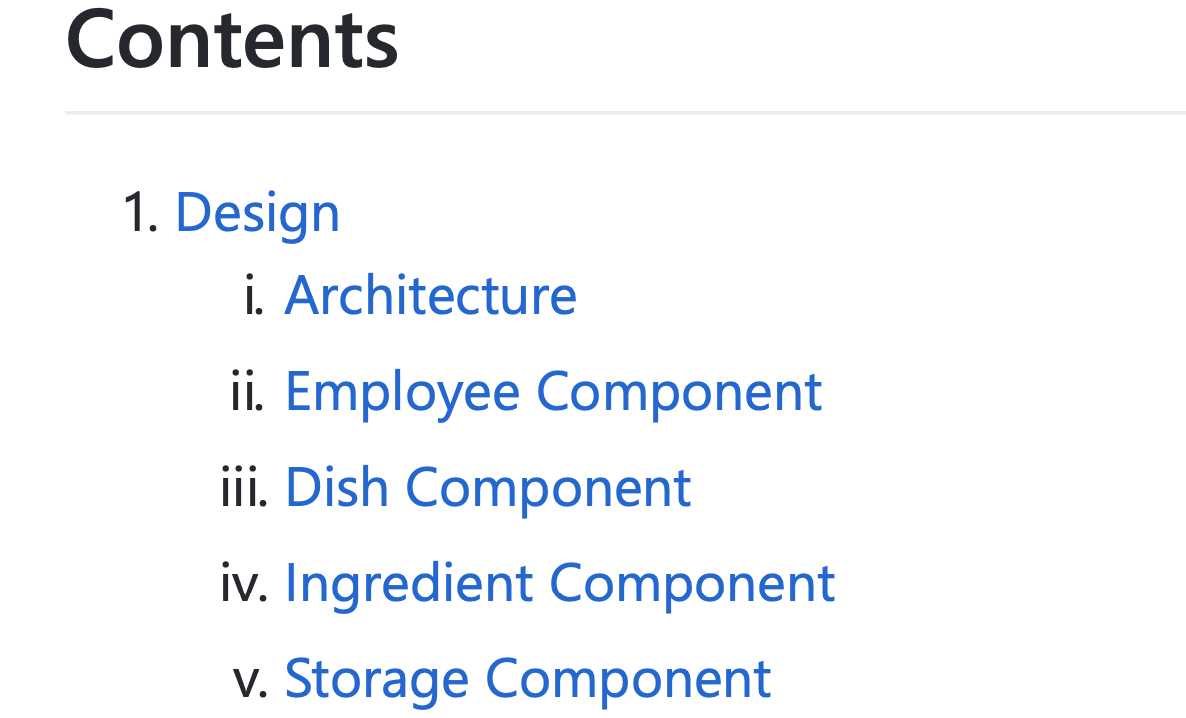 Contents
1. Design
i. Architecture
ii. Employee Component
iii. Dish Component
iv. Ingredient Component
v. Storage Component